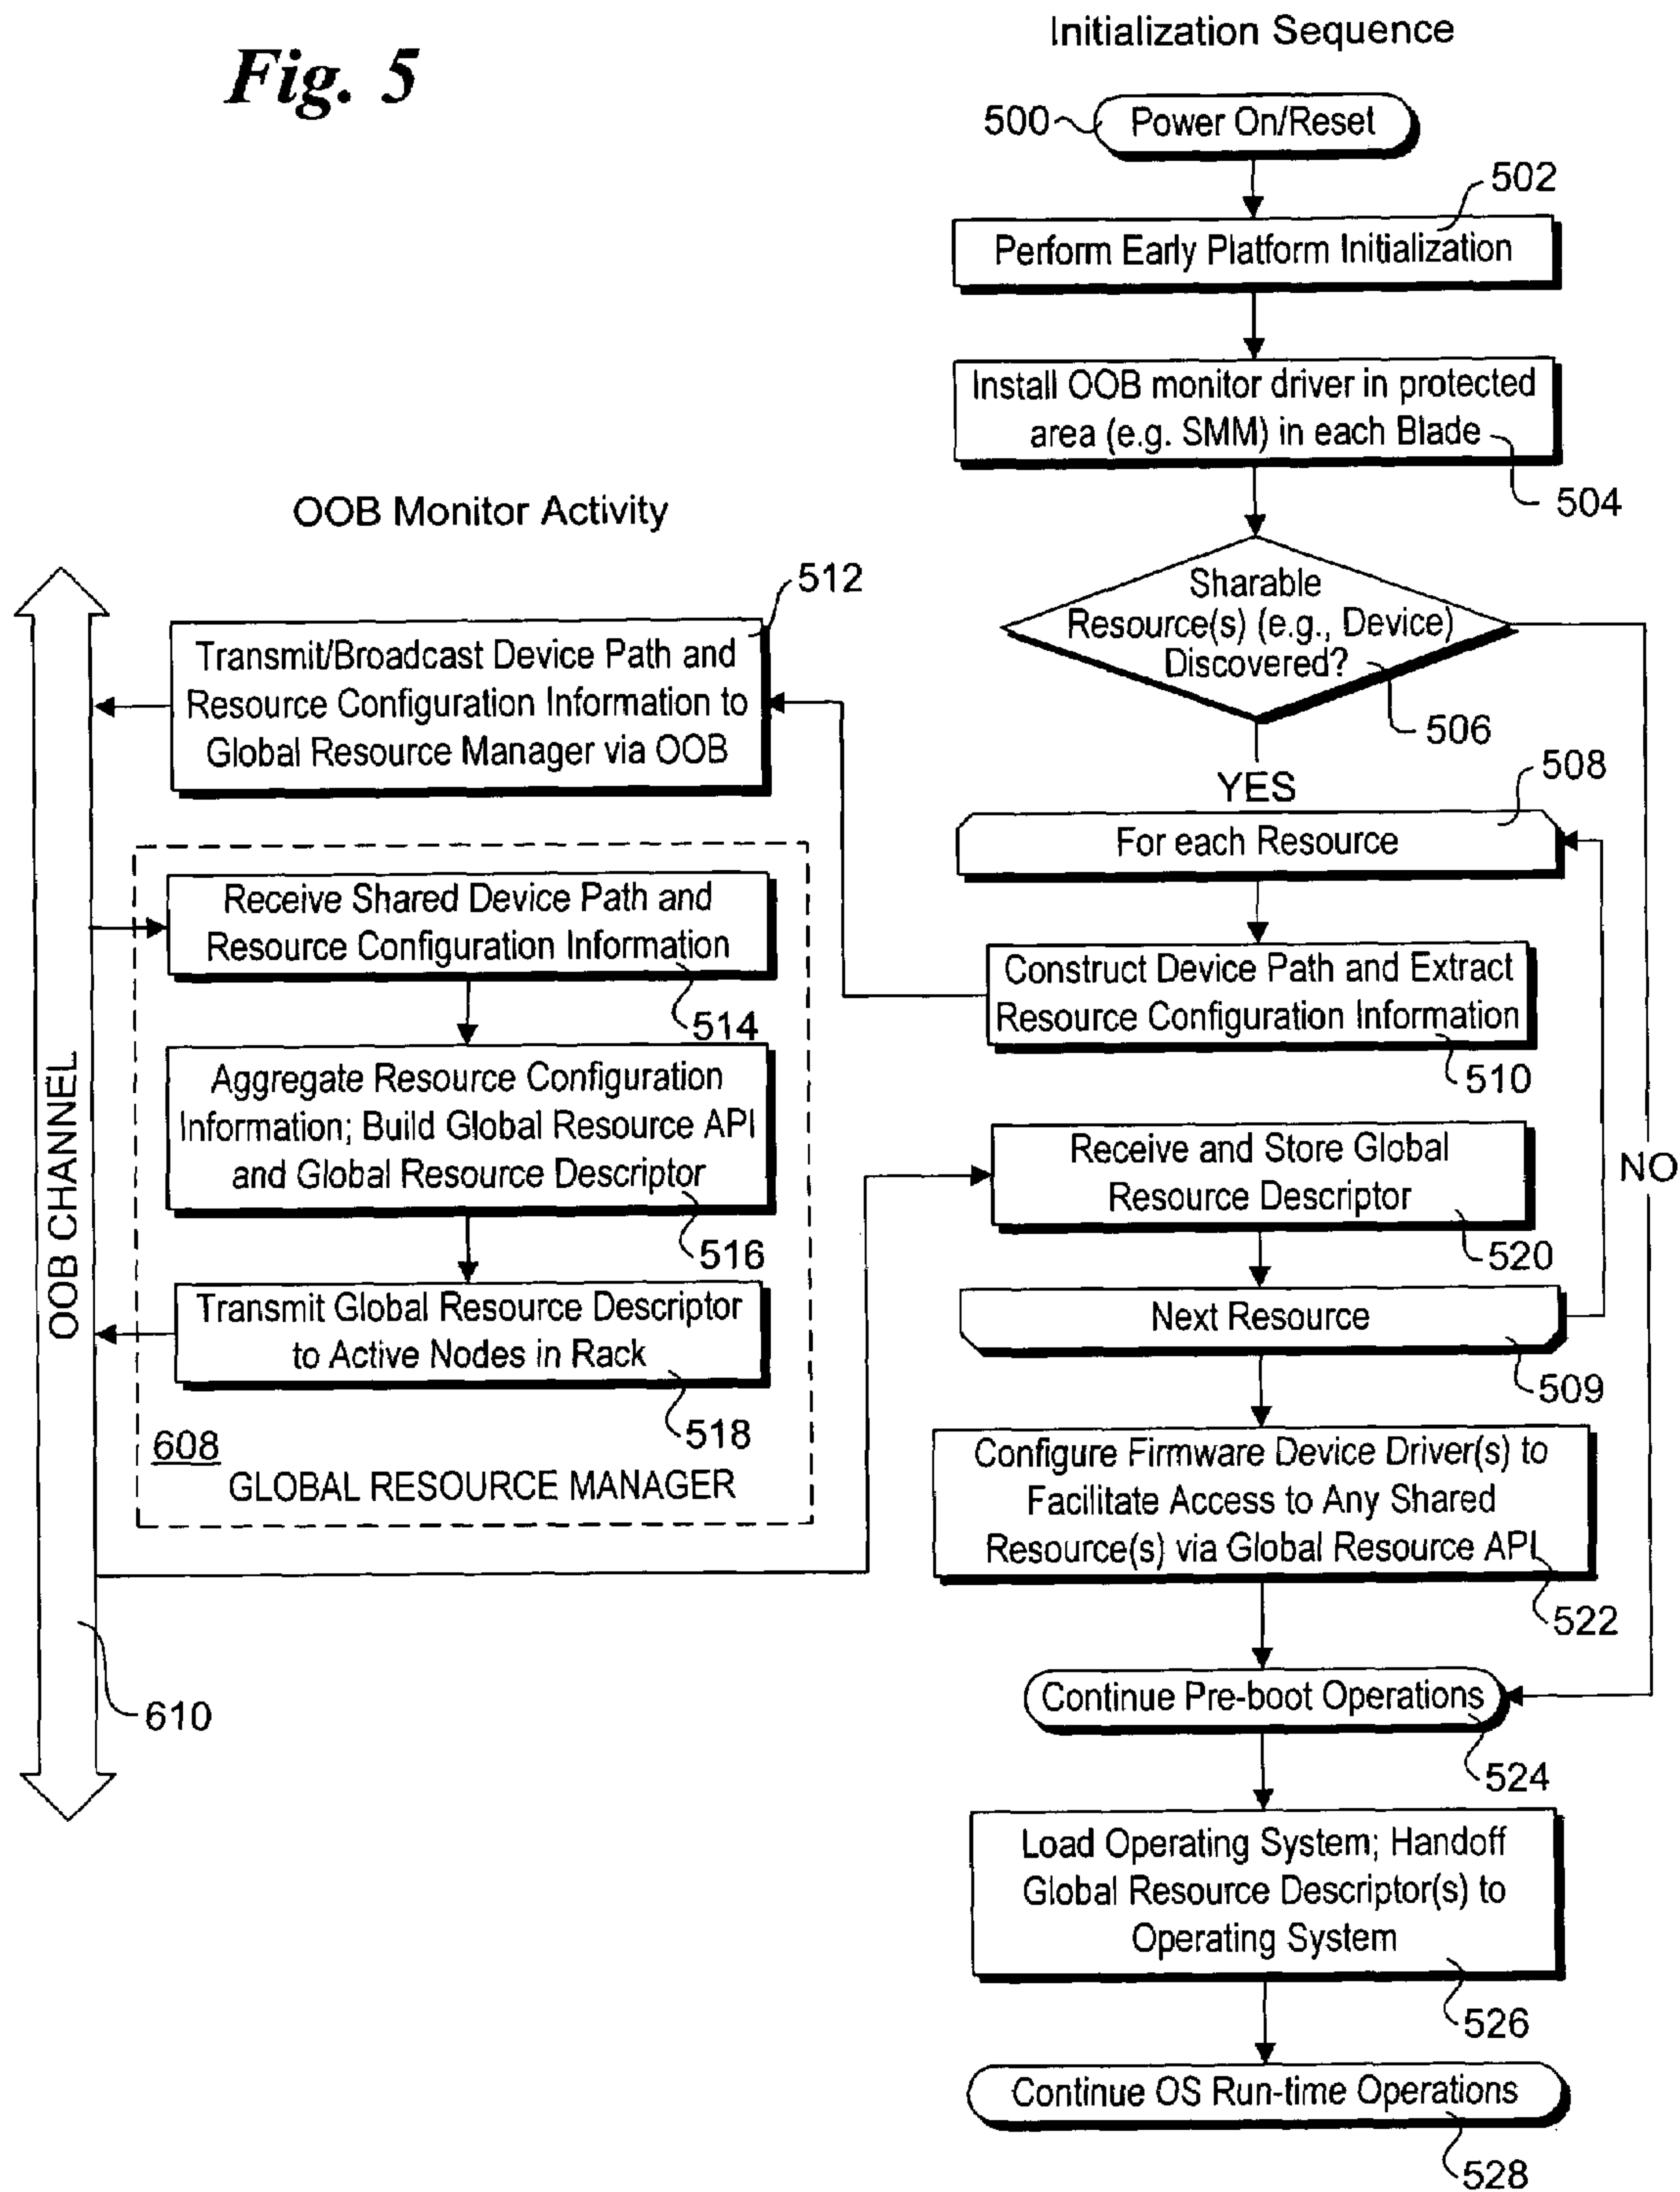 Fig. 5
Initialization Sequence
500
Power On/Reset
502
Perform Early Platform Initialization
Install OOB monitor driver in protected
area (e.g. SMM) in each Blade
504
Sharable
Resource(s) (e.g., Device)
Discovered?
506
YES
NO
508
For each Resource
Construct Device Path and Extract
Resource Configuration Information
510
OOB Monitor Activity
512
Transmit/Broadcast Device Path and
Resource Configuration Information to
Global Resource Manager via OOB
Receive Shared Device Path and
Resource Configuration Information
514
Aggregate Resource Configuration
Information; Build Global Resource API
and Global Resource Descriptor
516
Transmit Global Resource Descriptor
to Active Nodes in Rack
518
608
GLOBAL RESOURCE MANAGER
OOB CHANNEL
610
Receive and Store Global
Resource Descriptor
520
Next Resource
509
Configure Firmware Device Driver(s) to
Facilitate Access to Any Shared
Resource(s) via Global Resource API
522
Continue Pre-boot Operations
524
Load Operating System; Handoff
Global Resource Descriptor(s) to
Operating System
526
Continue OS Run-time Operations
528